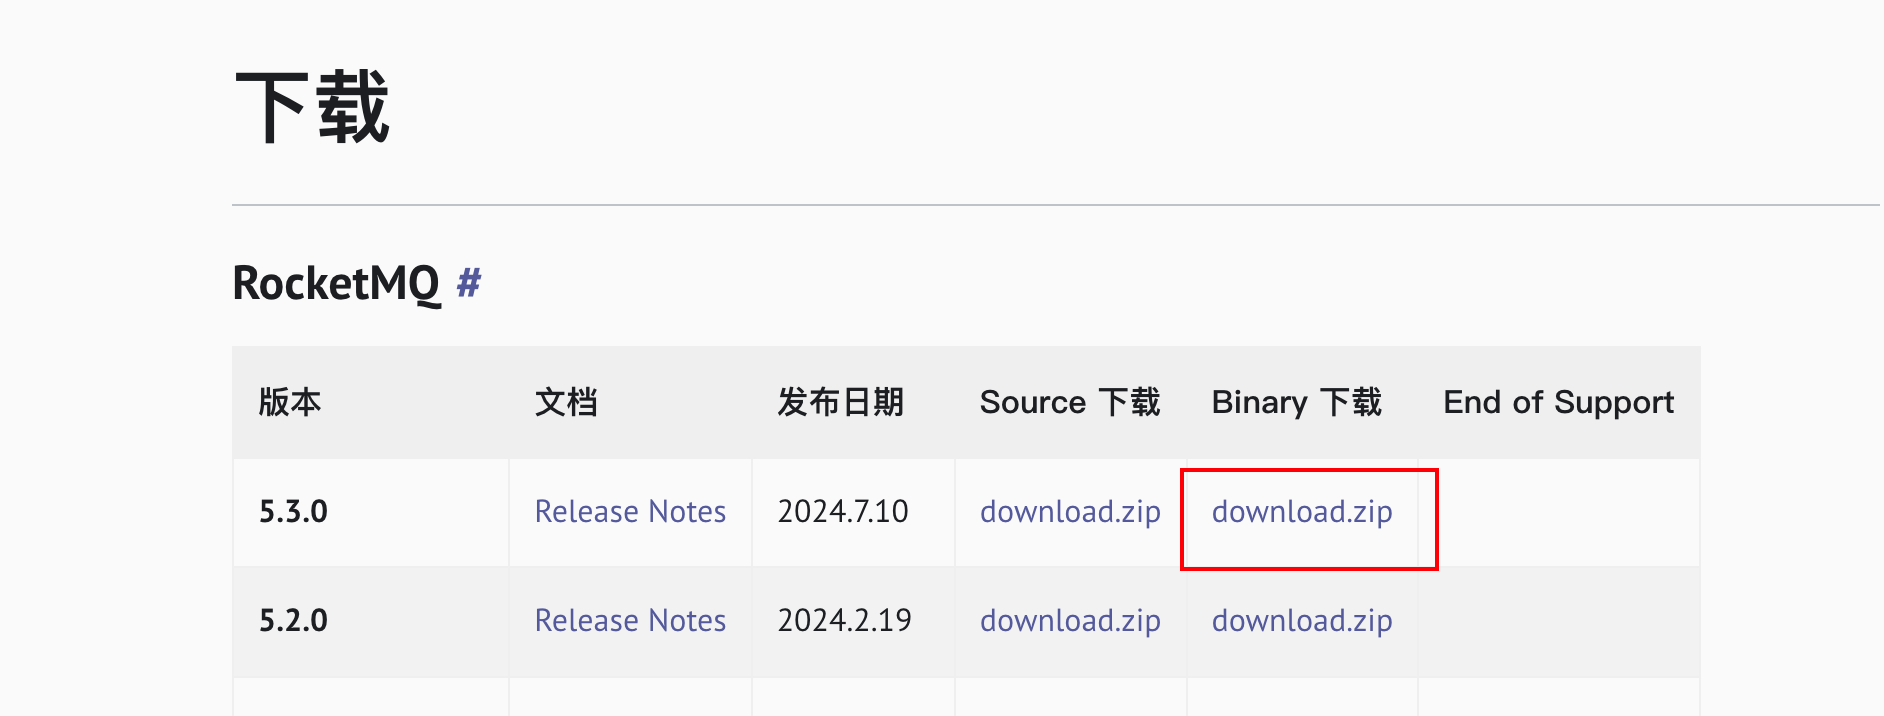 下载
RocketMQ #
版本 文档 发布日期 Source 下载 Binary 下载 End of Support
5.3.0 Release Notes 2024.7.10 download.zip download.zip
5.2.0 Release Notes 2024.2.19 download.zip download.zip